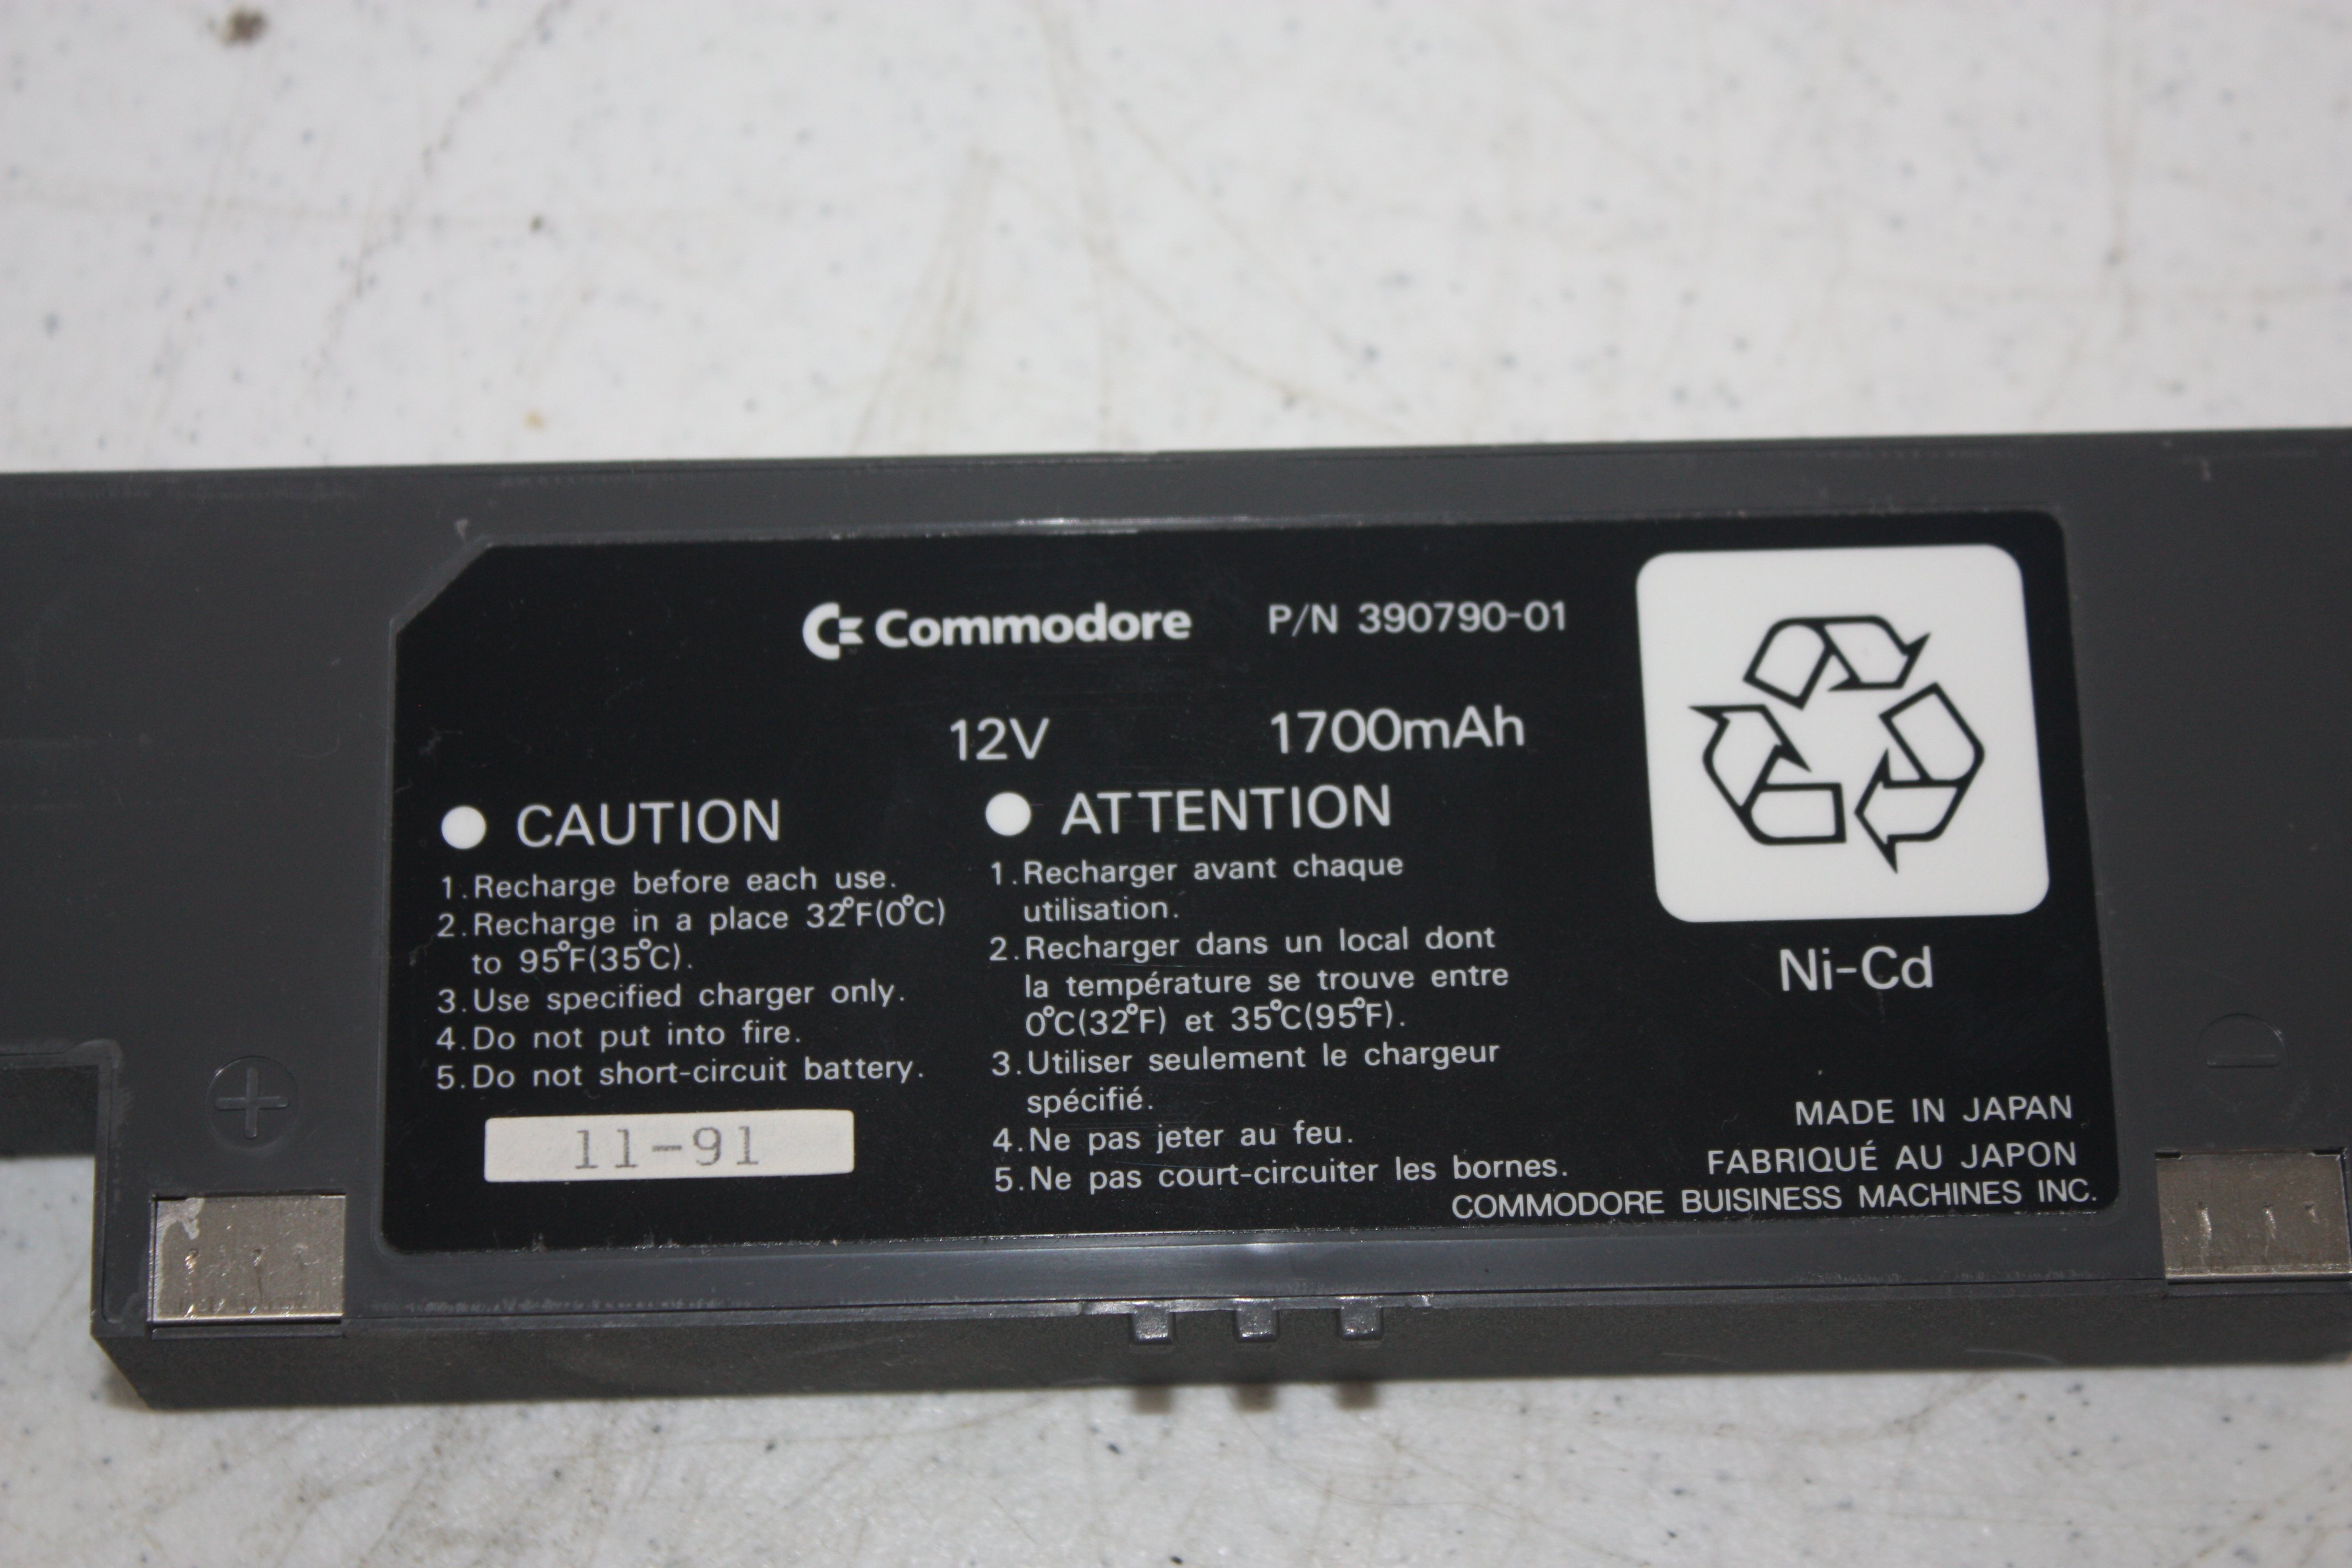 Commodore P/N 390790-01
12V 1700mAh
CAUTION
1.Recharge before each use.
2.Recharge in a place 32°F(0°C)
to 95°F(35°C).
3.Use specified charger only.
4.Do not put into fire.
5.Do not short-circuit battery.
11-91
ATTENTION
1.Recharger avant chaque
utilisation.
2.Recharger dans un local dont
la température se trouve entre
0°C(32°F) et 35°C(95°F).
3.Utiliser seulement le chargeur
spécifié.
4.Ne pas jeter au feu.
5.Ne pas court-circuiter les bornes.
Ni-Cd
MADE IN JAPAN
FABRIQUÉ AU JAPON
COMMODORE BUISINESS MACHINES INC.